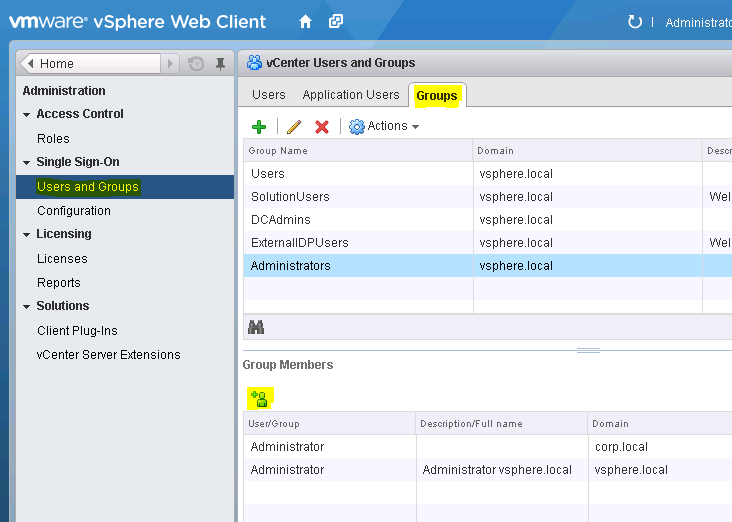 vmware® vSphere Web Client
Administrato
Home
Administration
Access Control
Roles
Single Sign-On
Users and Groups
Configuration
Licensing
Licenses
Reports
Solutions
Client Plug-Ins
vCenter Server Extensions
vCenter Users and Groups
Users Application Users Groups
Actions
Group Name Domain Descr
Users vsphere.local
SolutionUsers vsphere.local Wel
DCAdmins vsphere.local
ExternalIDPUsers vsphere.local Wel
Administrators vsphere.local
Group Members
User/Group Description/Full name Domain
Administrator corp.local
Administrator Administrator vsphere.local vsphere.local